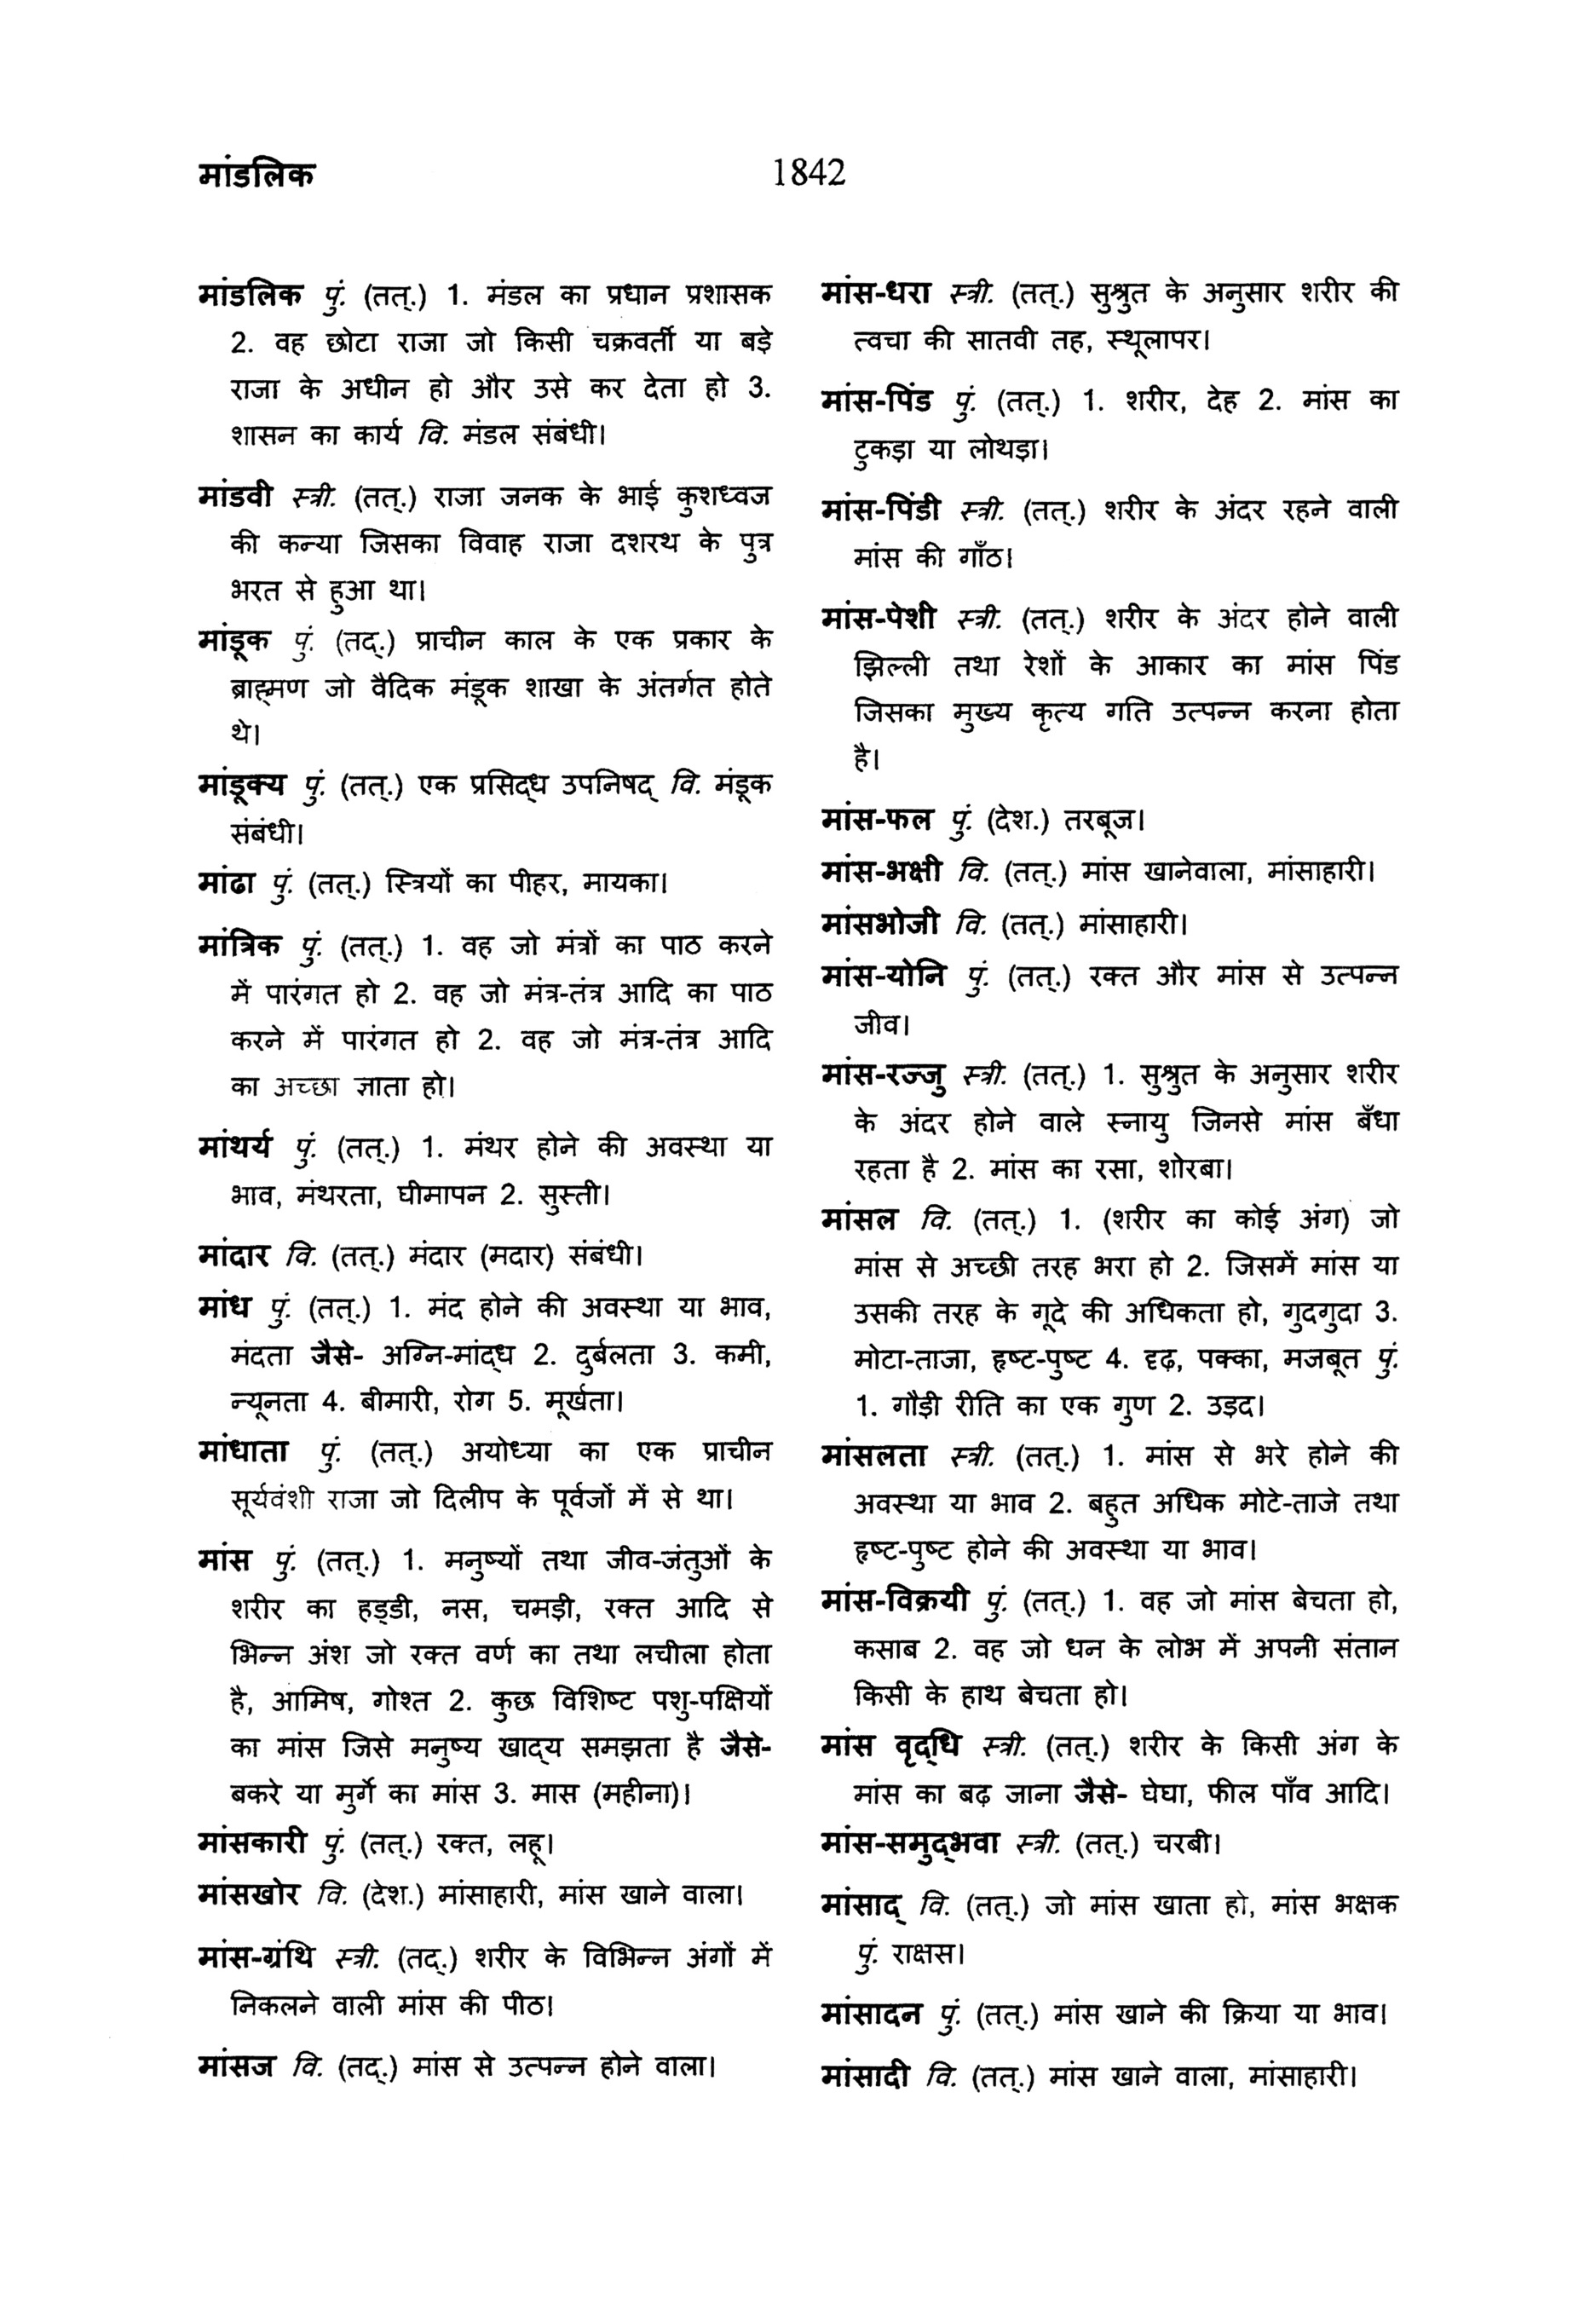 मांडलिक
1842
मांडलिक पुं. (तत्.) 1. मंडल का प्रधान प्रशासक
2. वह छोटा राजा जो किसी चक्रवर्ती या बड़े
राजा के अधीन हो और उसे कर देता हो 3.
शासन का कार्य वि. मंडल संबंधी।
मांडवी स्त्री. (तत्.) राजा जनक के भाई कुशध्वज
की कन्या जिसका विवाह राजा दशरथ के पुत्र
भरत से हुआ था।
मांडूक पुं. (तद्.) प्राचीन काल के एक प्रकार के
ब्राह्मण जो वैदिक मंडूक शाखा के अंतर्गत होते
थे।
मांडूक्य पुं. (तत्.) एक प्रसिद्ध उपनिषद् वि. मंडूक
संबंधी।
मांढा पुं. (तत्.) स्त्रियों का पीहर, मायका।
मांत्रिक पुं. (तत्.) 1. वह जो मंत्रों का पाठ करने
में पारंगत हो 2. वह जो मंत्र-तंत्र आदि का पाठ
करने में पारंगत हो 2. वह जो मंत्र-तंत्र आदि
का अच्छा ज्ञाता हो।
मांथर्य पुं. (तत्.) 1. मंथर होने की अवस्था या
भाव, मंथरता, घीमापन 2. सुस्ती।
मांदार वि. (तत्.) मंदार (मदार) संबंधी।
मांध पुं. (तत्.) 1. मंद होने की अवस्था या भाव,
मंदता जैसे- अग्नि-मांद्ध 2. दुर्बलता 3. कमी,
न्यूनता 4. बीमारी, रोग 5. मूर्खता।
मांधाता पुं. (तत्.) अयोध्या का एक प्राचीन
सूर्यवंशी राजा जो दिलीप के पूर्वजों में से था।
मांस पुं. (तत्.) 1. मनुष्यों तथा जीव-जंतुओं के
शरीर का हड्डी, नस, चमड़ी, रक्त आदि से
भिन्न अंश जो रक्त वर्ण का तथा लचीला होता
है, आमिष, गोश्त 2. कुछ विशिष्ट पशु-पक्षियों
का मांस जिसे मनुष्य खाद्य समझता है जैसे-
बकरे या मुर्गे का मांस 3. मास (महीना)।
मांसकारी पुं. (तत्.) रक्त, लहू।
मांसखोर वि. (देश.) मांसाहारी, मांस खाने वाला।
मांस-ग्रंथि स्त्री. (तद्.) शरीर के विभिन्न अंगों में
निकलने वाली मांस की पीठ।
मांसज वि. (तद्.) मांस से उत्पन्न होने वाला।
मांस-धरा स्त्री. (तत्.) सुश्रुत के अनुसार शरीर की
त्वचा की सातवी तह, स्थूलापर।
मांस-पिंड पुं. (तत्.) 1. शरीर, देह 2. मांस का
टुकड़ा या लोथड़ा।
मांस-पिंडी स्त्री. (तत्.) शरीर के अंदर रहने वाली
मांस की गाँठ।
मांस-पेशी स्त्री. (तत्.) शरीर के अंदर होने वाली
झिल्ली तथा रेशों के आकार का मांस पिंड
जिसका मुख्य कृत्य गति उत्पन्न करना होता
है।
मांस-फल पुं. (देश.) तरबूज।
मांस-भक्षी वि. (तत्.) मांस खानेवाला, मांसाहारी।
मांसभोजी वि. (तत्.) मांसाहारी।
मांस-योनि पुं. (तत्.) रक्त और मांस से उत्पन्न
जीव।
मांस-रज्जु स्त्री. (तत्.) 1. सुश्रुत के अनुसार शरीर
के अंदर होने वाले स्नायु जिनसे मांस बँधा
रहता है 2. मांस का रसा, शोरबा।
मांसल वि. (तत्.) 1. (शरीर का कोई अंग) जो
मांस से अच्छी तरह भरा हो 2. जिसमें मांस या
उसकी तरह के गूदे की अधिकता हो, गुदगुदा 3.
मोटा-ताजा, हृष्ट-पुष्ट 4. दृढ़, पक्का, मजबूत पुं.
1. गौड़ी रीति का एक गुण 2. उड़द।
मांसलता स्त्री. (तत्.) 1. मांस से भरे होने की
अवस्था या भाव 2. बहुत अधिक मोटे-ताजे तथा
हृष्ट-पुष्ट होने की अवस्था या भाव।
मांस-विक्रयी पुं. (तत्.) 1. वह जो मांस बेचता हो,
कसाब 2. वह जो धन के लोभ में अपनी संतान
किसी के हाथ बेचता हो।
मांस वृद्धि स्त्री. (तत्.) शरीर के किसी अंग के
मांस का बढ़ जाना जैसे- घेघा, फील पाँव आदि।
मांस-समुद्भवा स्त्री. (तत्.) चरबी।
मांसाद् वि. (तत्.) जो मांस खाता हो, मांस भक्षक
पुं. राक्षस।
मांसादन पुं. (तत्.) मांस खाने की क्रिया या भाव।
मांसादी वि. (तत्.) मांस खाने वाला, मांसाहारी।